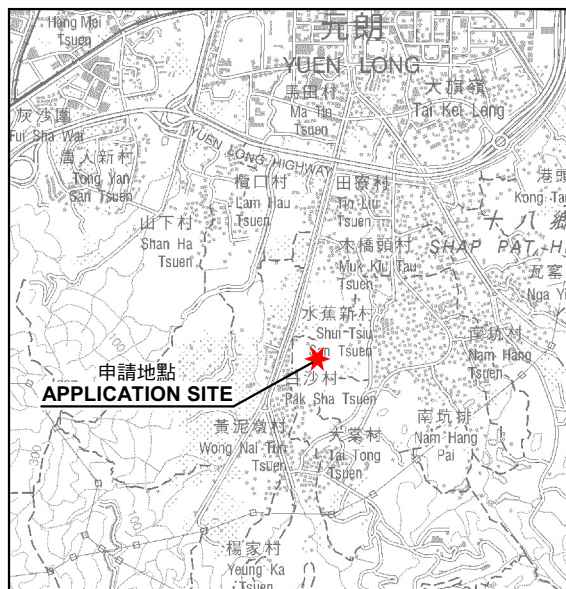 Hang Mei
Tsuen
元朗
YUEN LONG
馬田村
Ma Tin
Tsuen
大旗嶺
Tai Kei Leng
灰沙圍
Fui Sha Wai
唐人新村
Tong Yan
San Tsuen
YUEN LONG HIGHWAY
欖口村
Lam Hau
Tsuen
田寮村
Tin Liu
Tsuen
港頭
Kong Tau
山下村
Shan Ha
Tsuen
十八鄉
SHAP PAT H
木橋頭村
Muk Kiu Tau
Tsuen
瓦窰
Nga Yi
水蕉新村
Shui Tsiu
San Tsuen
南坑村
Nam Hang
Tsuen
申請地點
APPLICATION SITE
白沙村
Pak Sha Tsuen
黃泥墩村
Wong Nai Tun
Tsuen
大棠村
Tai Tong
Tsuen
南坑排
Nam Hang
Pai
300
100
楊家村
Yeung Ka
Tsuen